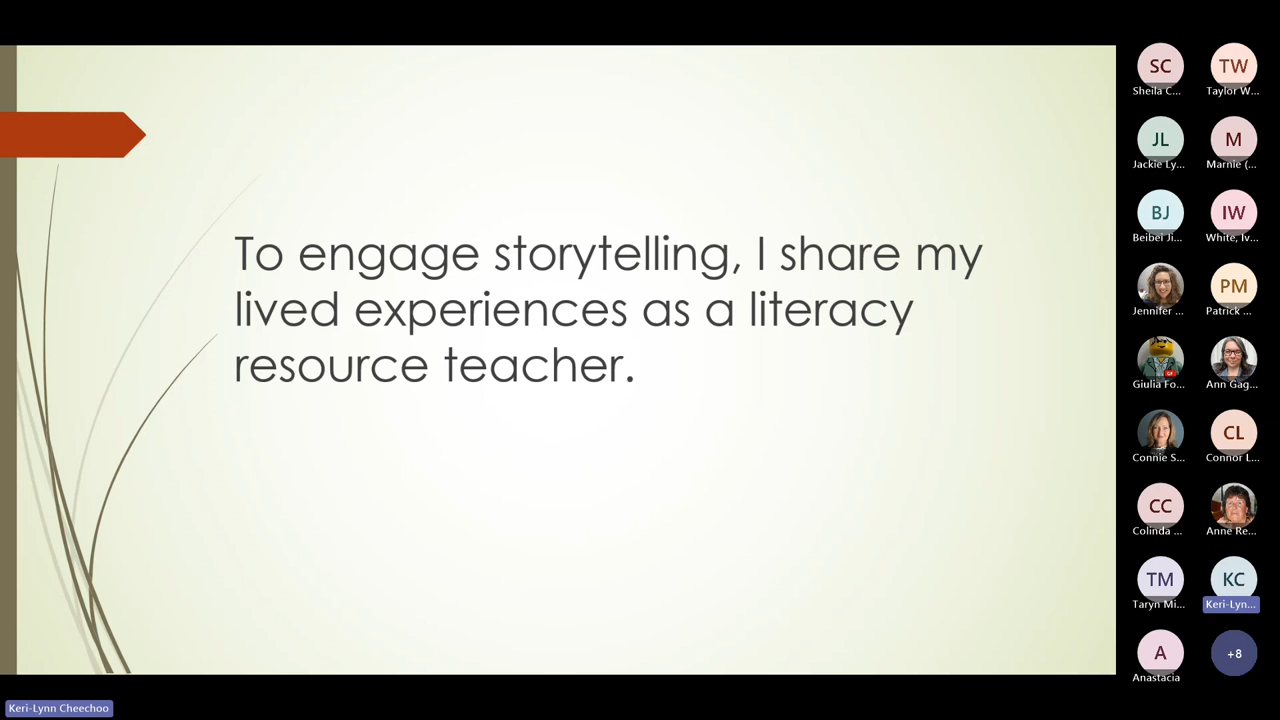 To engage storytelling, I share my
lived experiences as a literacy
resource teacher.
SC
Sheila C...
TW
Taylor W...
JL
Jackie Ly...
M
Marnie (...
BJ
Beibei Ji...
IW
White, Iv...
Jennifer ...
PM
Patrick ...
Giulia Fo...
Ann Gag...
Connie S...
CL
Connor L...
CC
Colinda ...
Anne Re...
TM
Taryn Mi...
KC
Keri-Lyn...
A
Anastacia
+8
Keri-Lynn Cheechoo